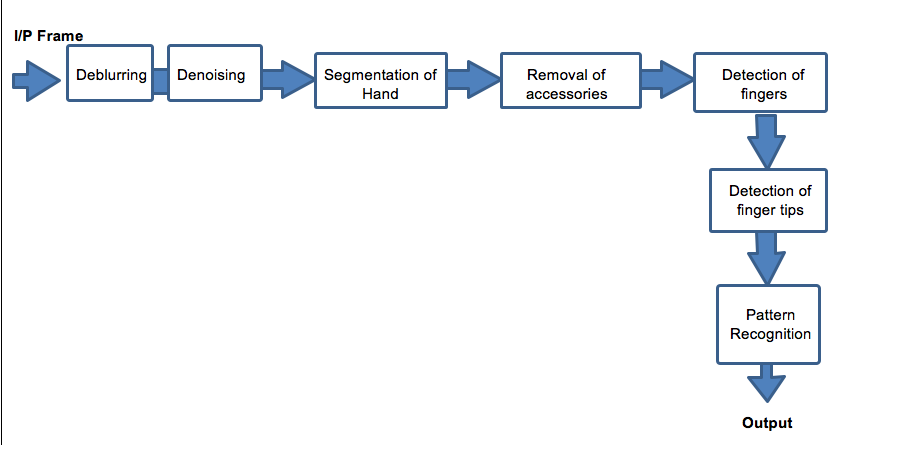 I/P Frame
Deblurring
Denoising
Segmentation of
Hand
Removal of
accessories
Detection of
fingers
Detection of
finger tips
Pattern
Recognition
Output